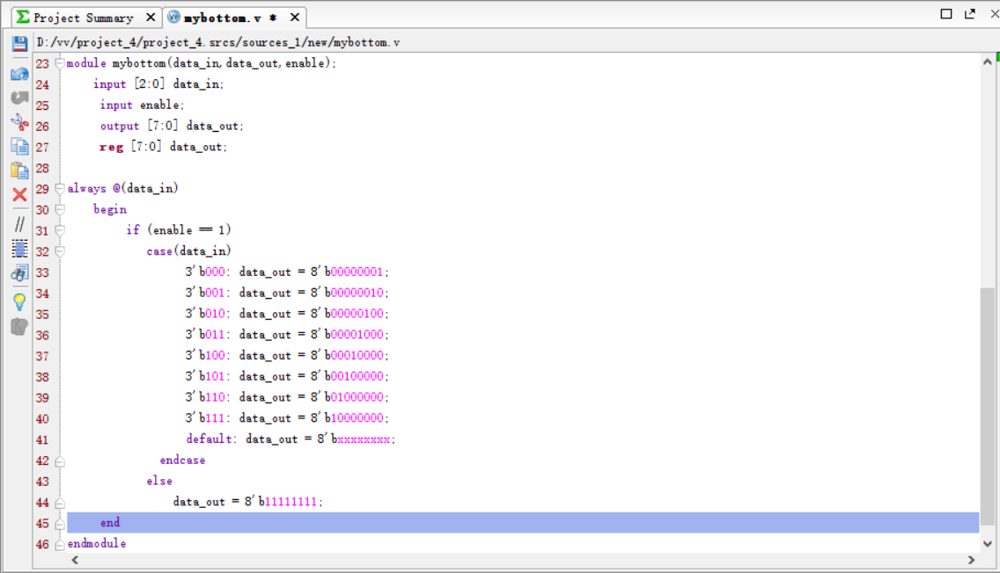 Project Summary × mybottom.v * ×
D:/vv/project_4/project_4.srcs/sources_1/new/mybottom.v
23 module mybottom(data_in,data_out,enable);
24 input [2:0] data_in;
25 input enable;
26 output [7:0] data_out;
27 reg [7:0] data_out;
28
29 always @(data_in)
30 begin
31 if (enable == 1)
32 case(data_in)
33 3'b000: data_out = 8'b00000001;
34 3'b001: data_out = 8'b00000010;
35 3'b010: data_out = 8'b00000100;
36 3'b011: data_out = 8'b00001000;
37 3'b100: data_out = 8'b00010000;
38 3'b101: data_out = 8'b00100000;
39 3'b110: data_out = 8'b01000000;
40 3'b111: data_out = 8'b10000000;
41 default: data_out = 8'bxxxxxxxx;
42 endcase
43 else
44 data_out = 8'b11111111;
45 end
46 endmodule